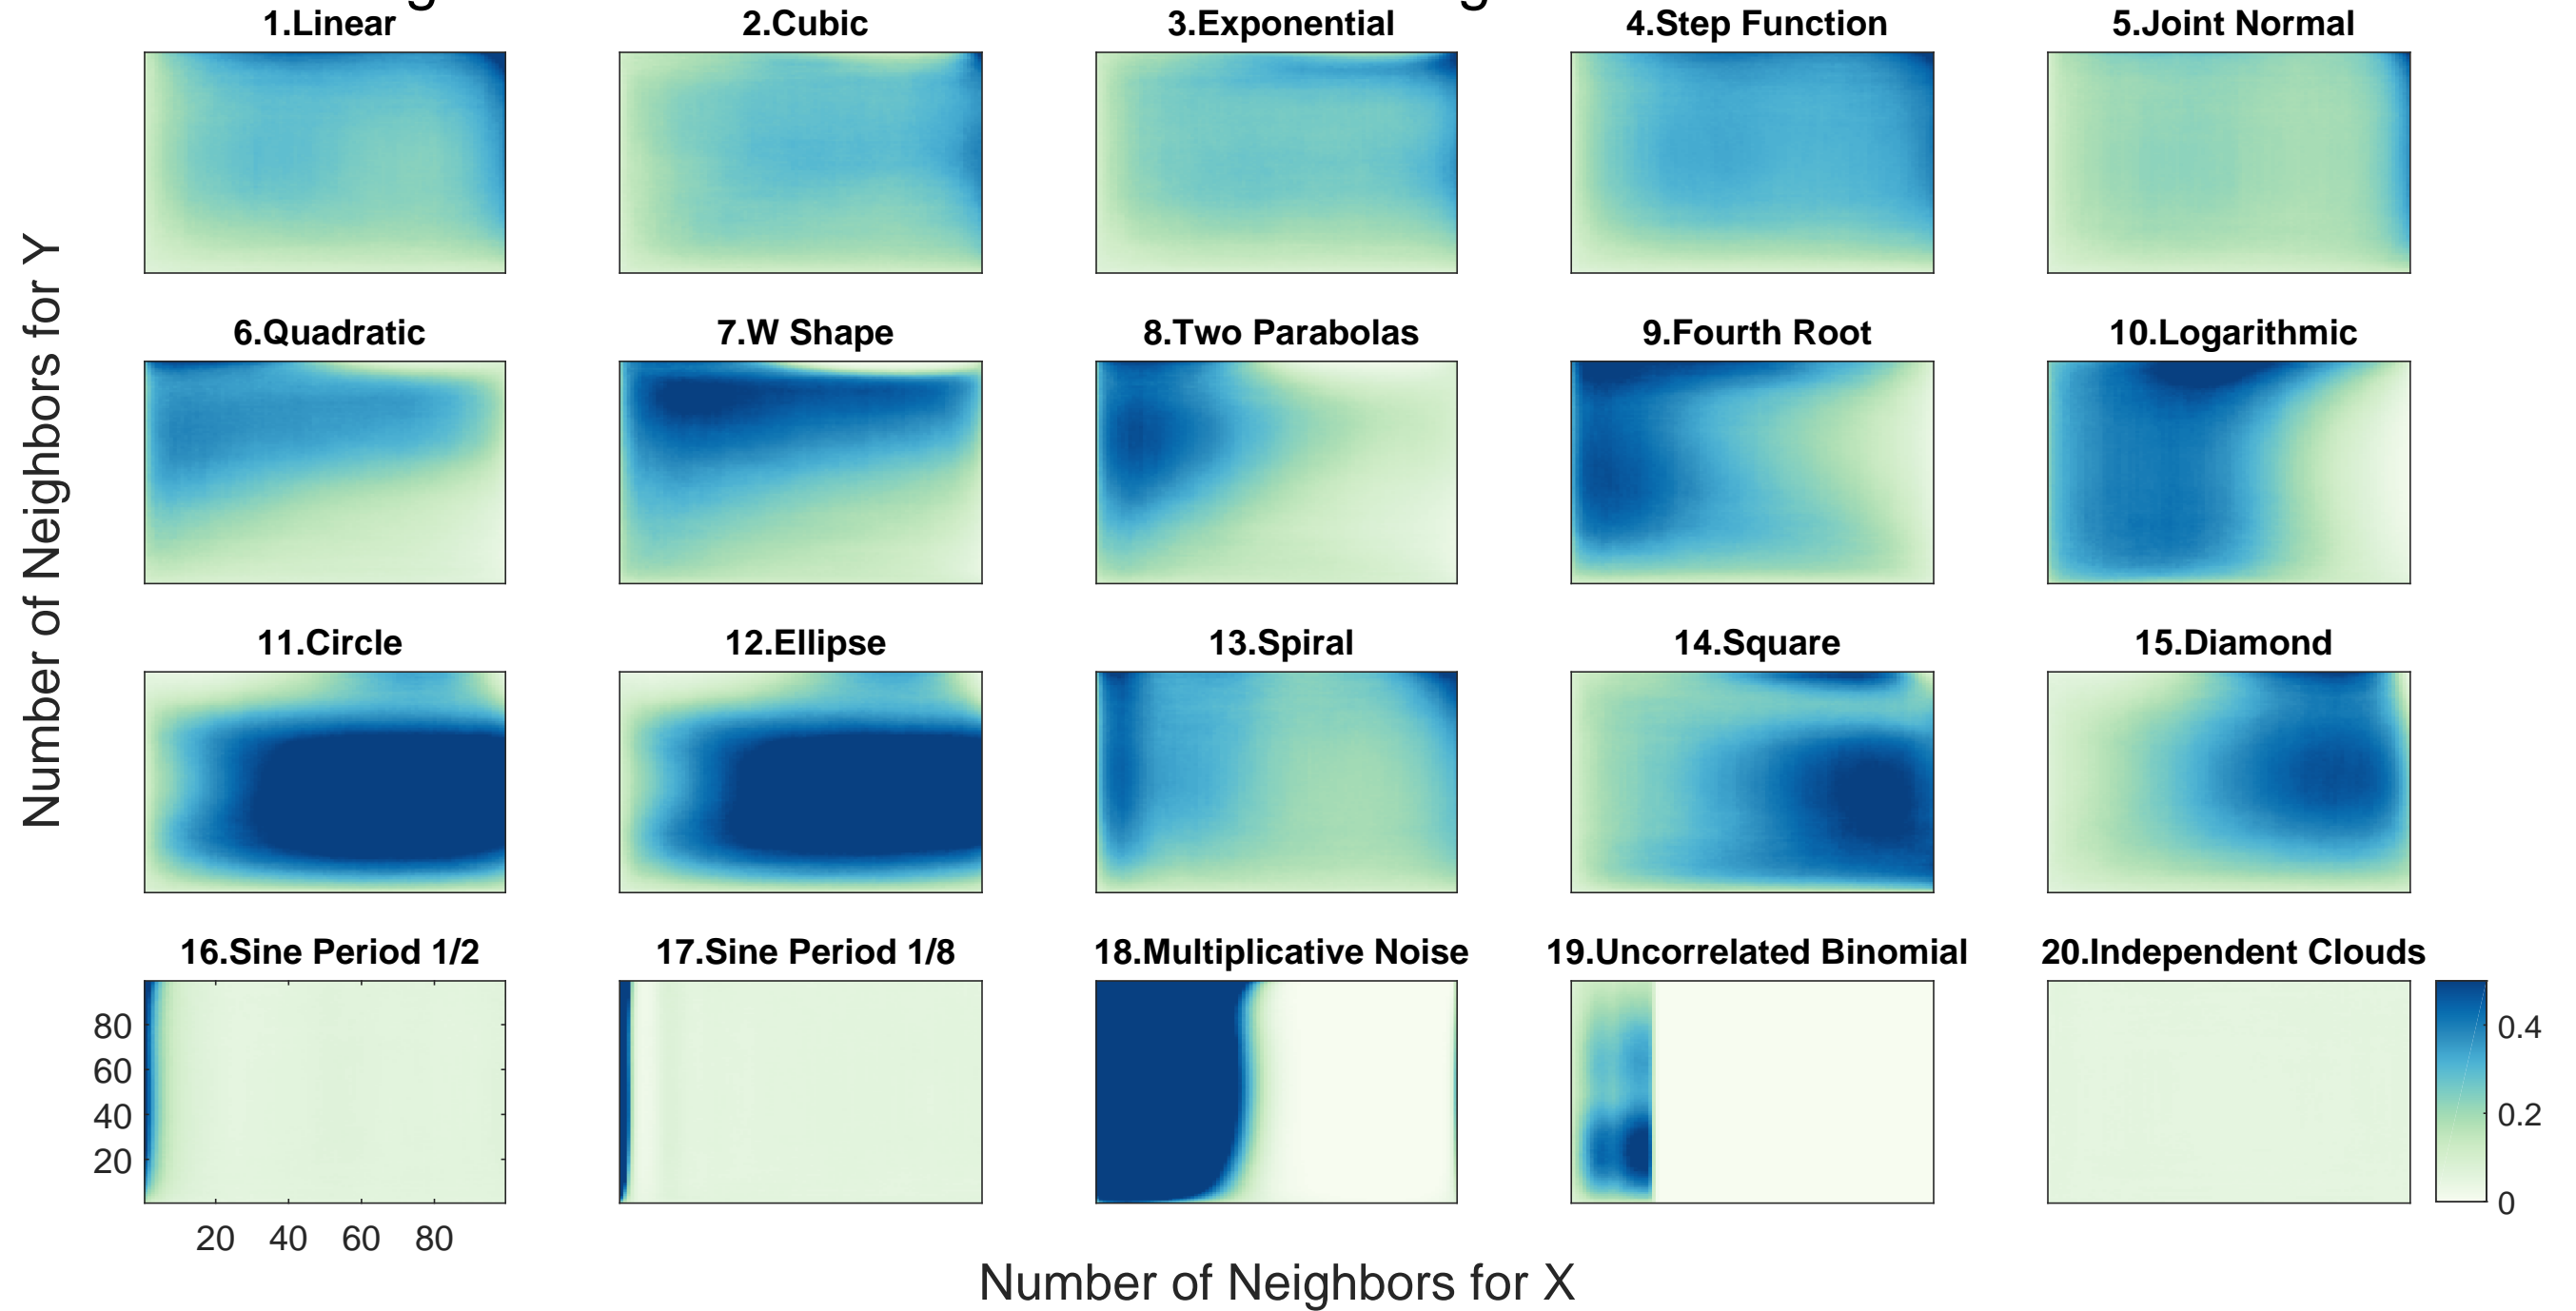 1.Linear 2.Cubic 3.Exponential 4.Step Function 5.Joint Normal
6.Quadratic 7.W Shape 8.Two Parabolas 9.Fourth Root 10.Logarithmic
Number of Neighbors for Y
11.Circle 12.Ellipse 13.Spiral 14.Square 15.Diamond
16.Sine Period 1/2 17.Sine Period 1/8 18.Multiplicative Noise 19.Uncorrelated Binomial 20.Independent Clouds
80
60
40
20
20 40 60 80
0.4
0.2
0
Number of Neighbors for X